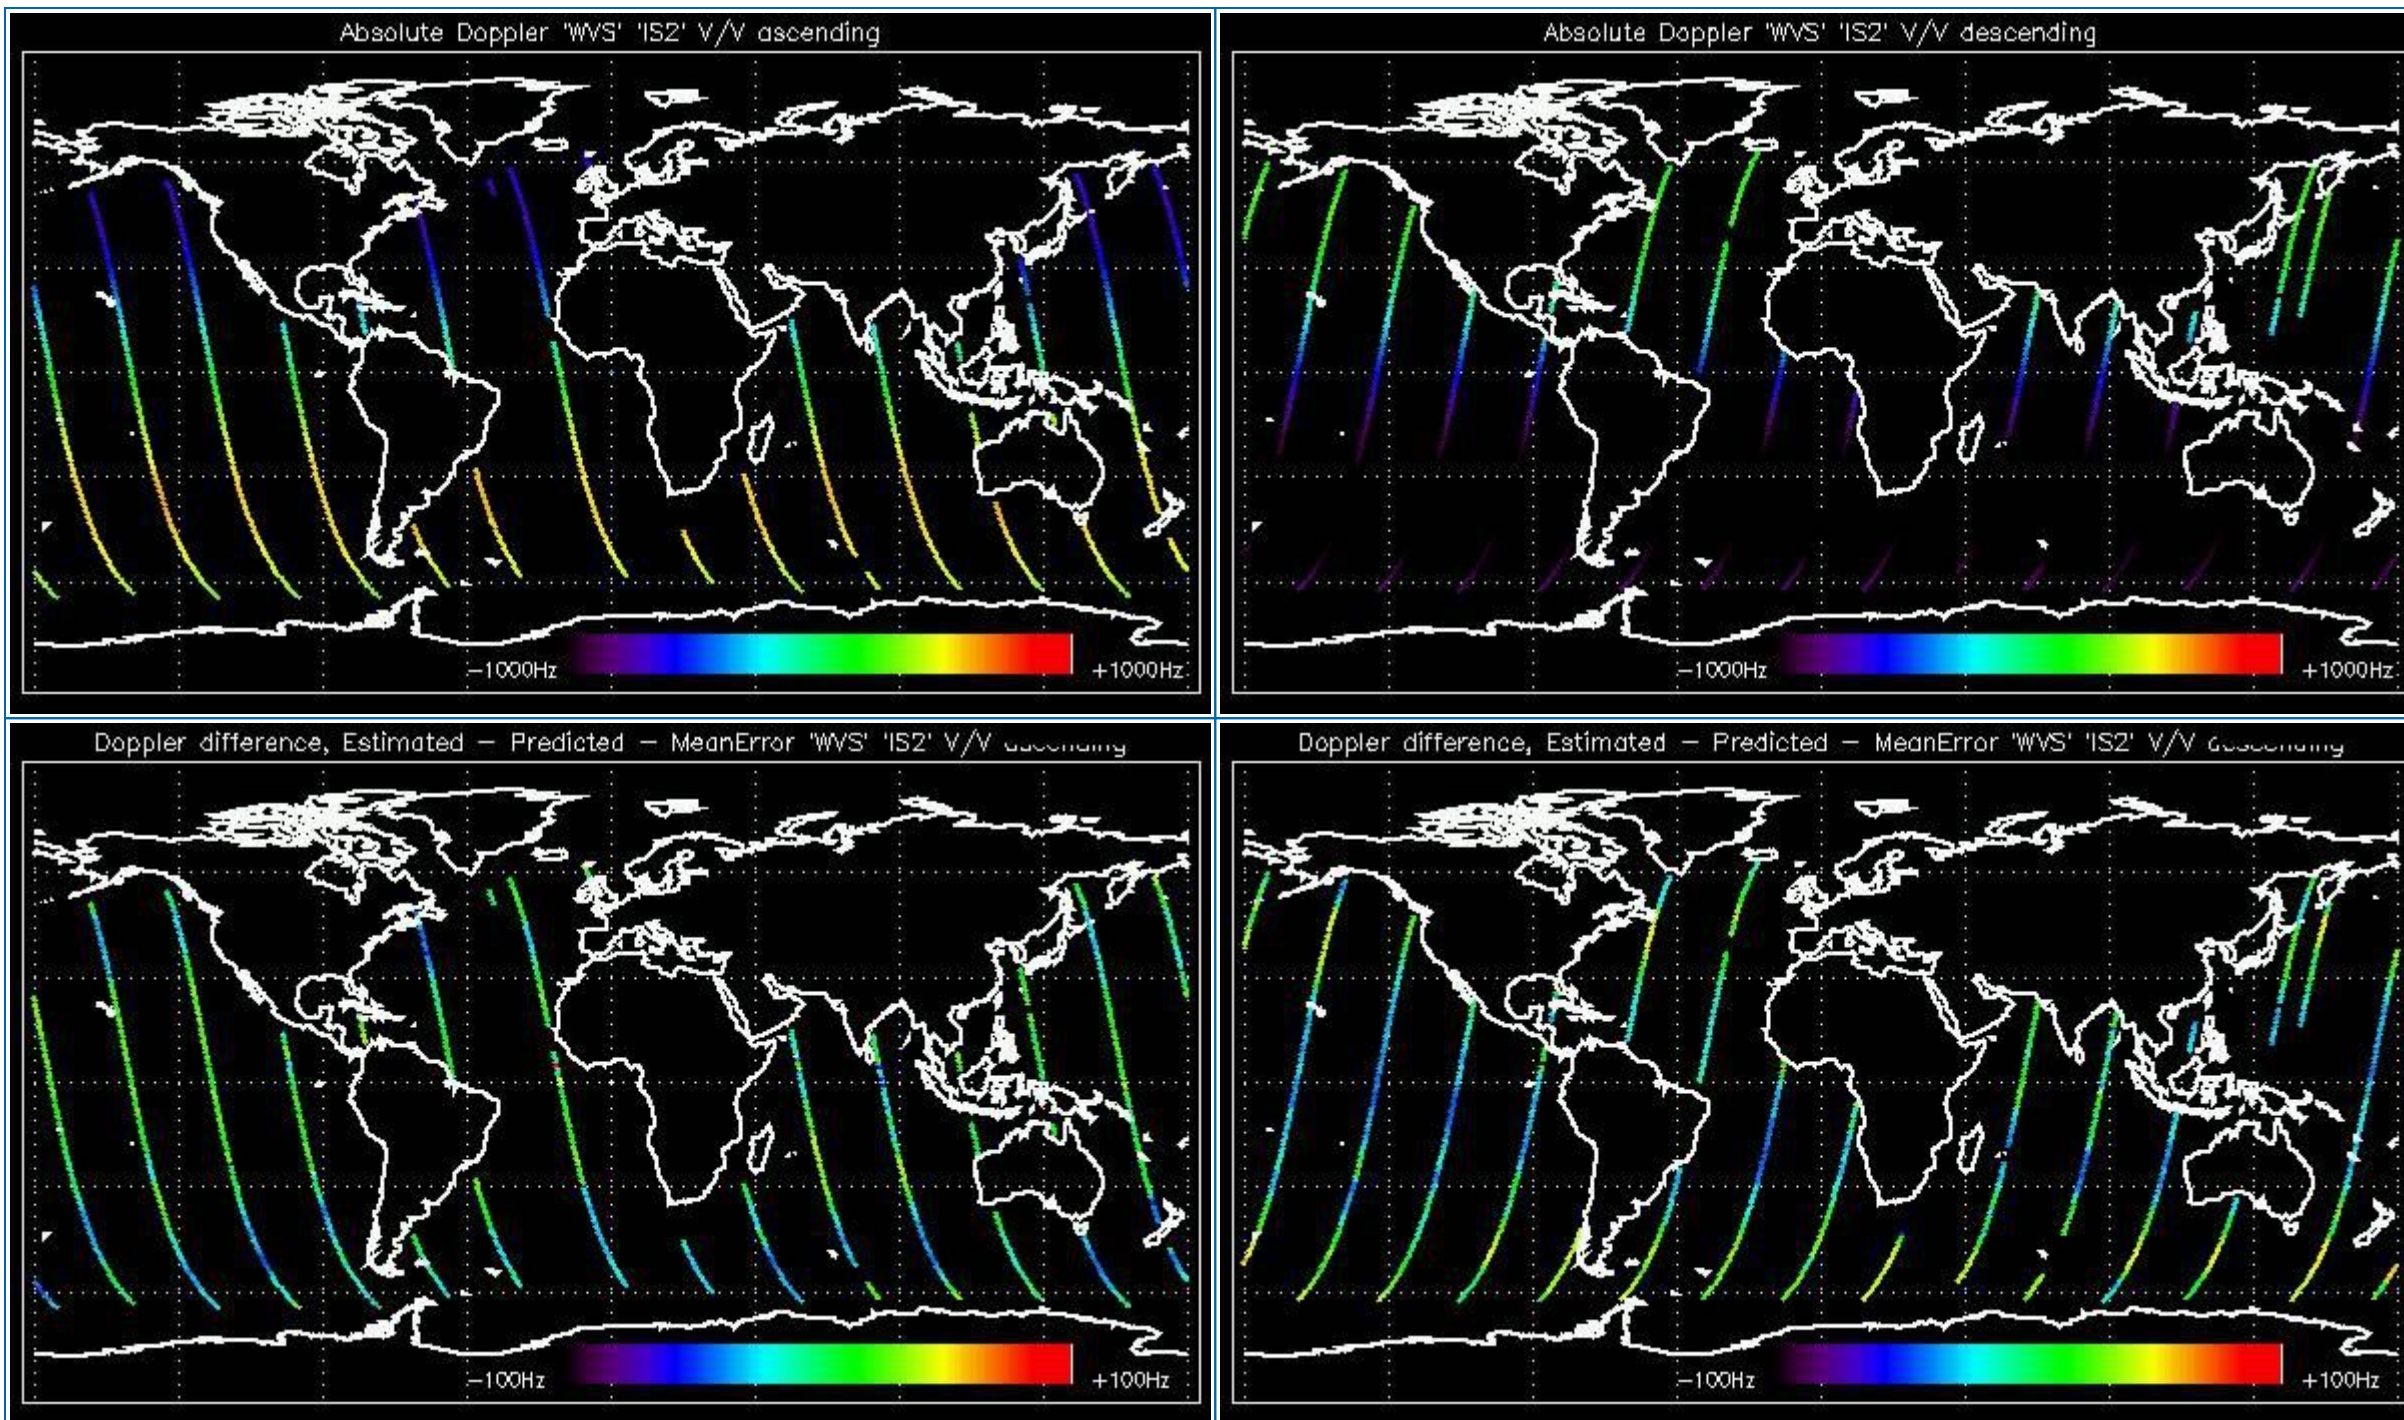 Absolute Doppler 'WVS' 'IS2' V/V ascending
-1000Hz +1000Hz
Absolute Doppler 'WVS' 'IS2' V/V descending
-1000Hz +1000Hz
Doppler difference, Estimated - Predicted - MeanError 'WVS' 'IS2' V/V
-100Hz +100Hz
Doppler difference, Estimated - Predicted - MeanError 'WVS' 'IS2' V/V
-100Hz +100Hz